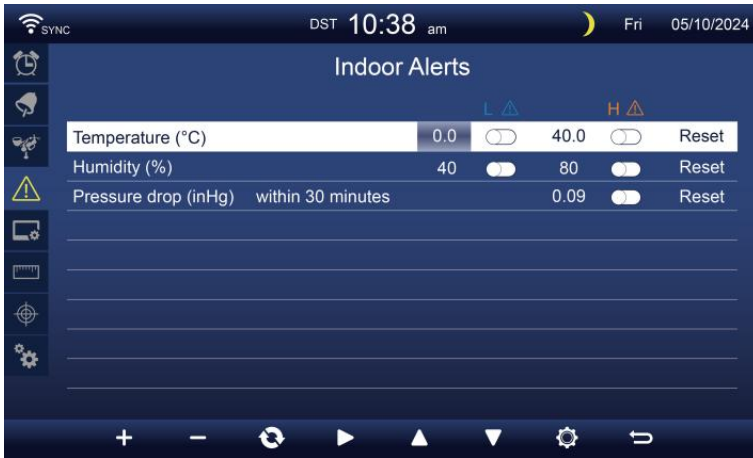 SYNC DST 10:38 am Fri 05/10/2024
Indoor Alerts
L H
Temperature (°C) 0.0 40.0 Reset
Humidity (%) 40 80 Reset
Pressure drop (inHg) within 30 minutes 0.09 Reset